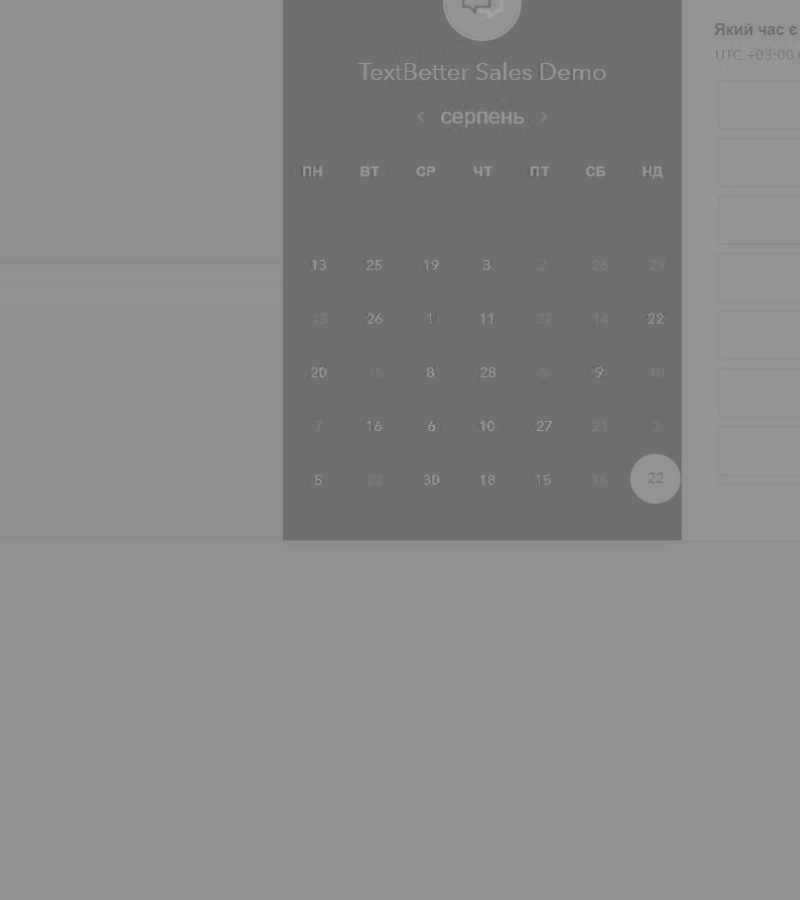 TextBetter Sales Demo
‹ серпень ›
ПН ВТ СР ЧТ ПТ СБ НД
13 25 19 3 2 26 29
13 26 1 11 27 14 22
20 15 8 28 5 9 10
7 16 6 10 27 21 2
5 22 30 18 15 16 22
Який час є
UTC +03:00